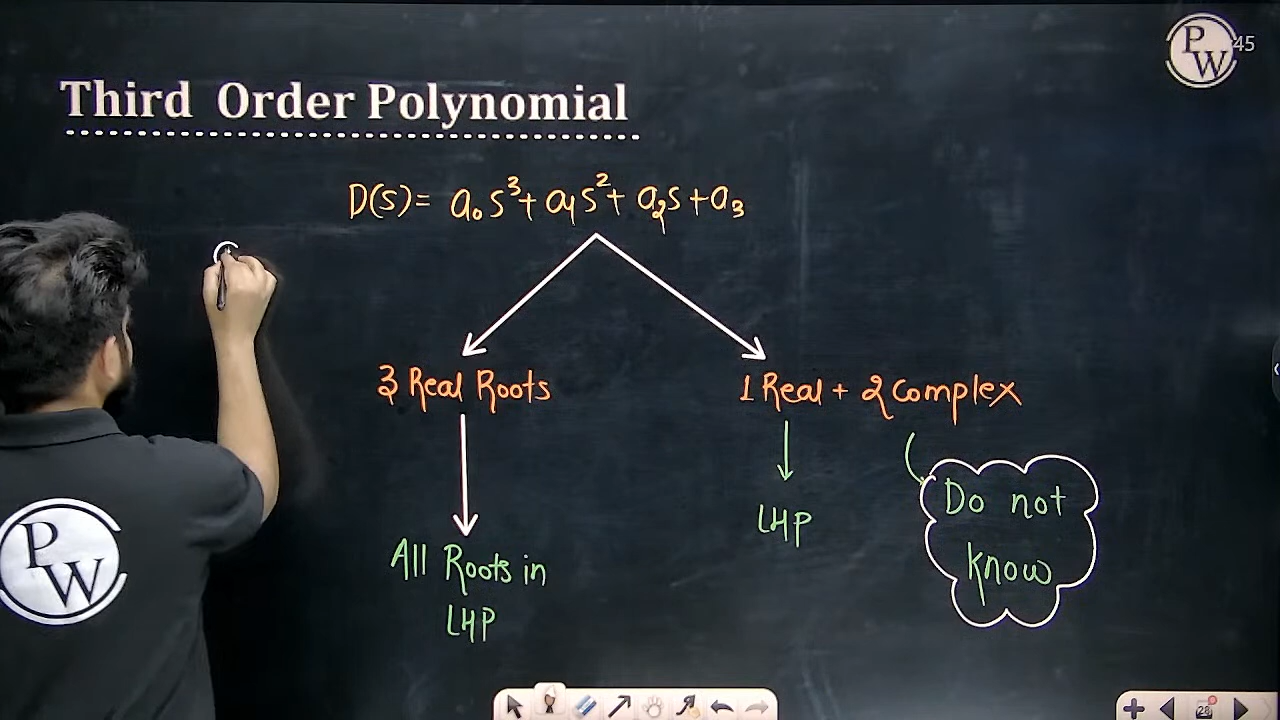 PW
45
Third Order Polynomial
D(s) = a₀s³ + a₁s² + a₂s + a₃
3 Real Roots
1 Real + 2 Complex
LHP
Do not
know
All Roots in
LHP
PW
28